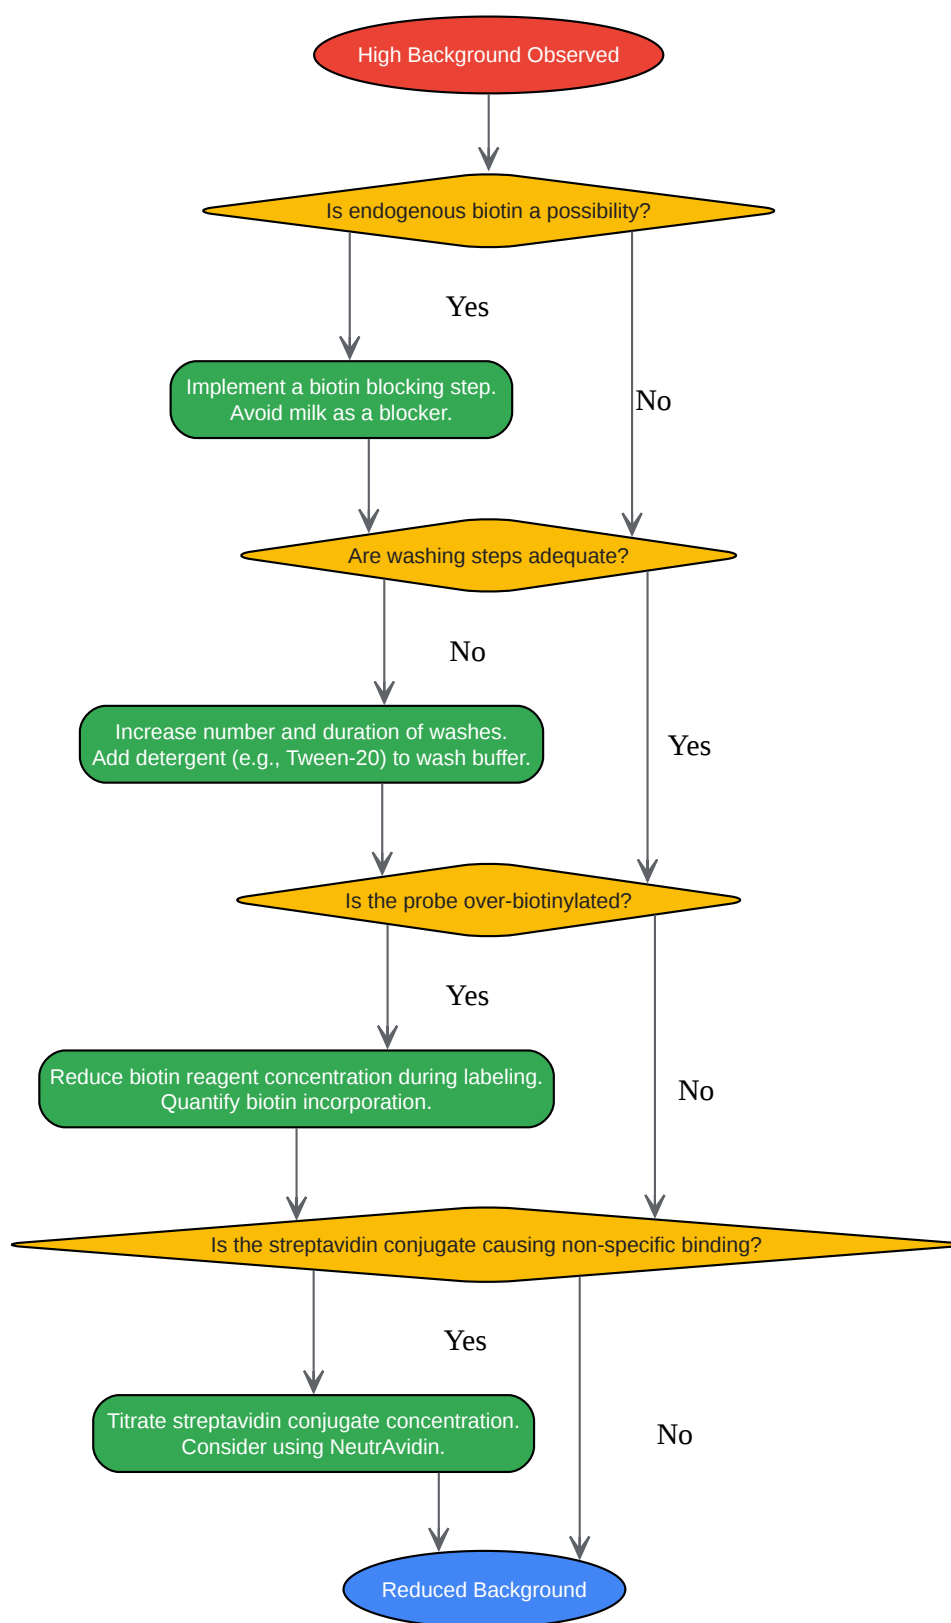 High Background Observed
Is endogenous biotin a possibility?
Yes
Implement a biotin blocking step.
Avoid milk as a blocker.
No
Are washing steps adequate?
No
Increase number and duration of washes.
Add detergent (e.g., Tween-20) to wash buffer.
Yes
Is the probe over-biotinylated?
Yes
Reduce biotin reagent concentration during labeling.
Quantify biotin incorporation.
No
Is the streptavidin conjugate causing non-specific binding?
Yes
Titrate streptavidin conjugate concentration.
Consider using NeutrAvidin.
No
Reduced Background